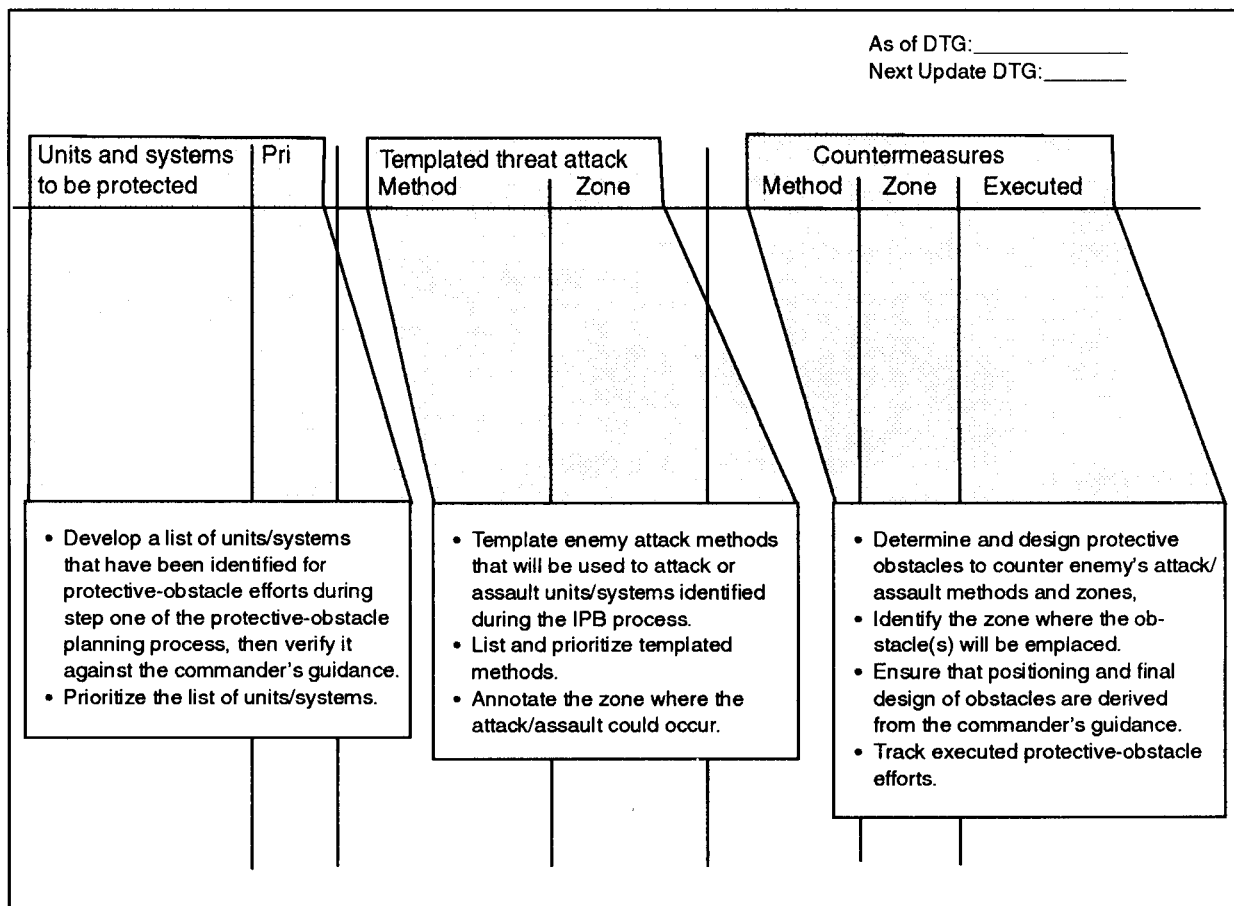 As of DTG:_______________
Next Update DTG:________
Units and systems
to be protected
Pri
Templated threat attack
Method
Zone
Countermeasures
Method
Zone
Executed
• Develop a list of units/systems
that have been identified for
protective-obstacle efforts during
step one of the protective-obstacle
planning process, then verify it
against the commander's guidance.
• Prioritize the list of units/systems.
• Template enemy attack methods
that will be used to attack or
assault units/systems identified
during the IPB process.
• List and prioritize templated
methods.
• Annotate the zone where the
attack/assault could occur.
• Determine and design protective
obstacles to counter enemy's attack/
assault methods and zones,
• Identify the zone where the ob-
stacle(s) will be emplaced.
• Ensure that positioning and final
design of obstacles are derived
from the commander's guidance.
• Track executed protective-obstacle
efforts.